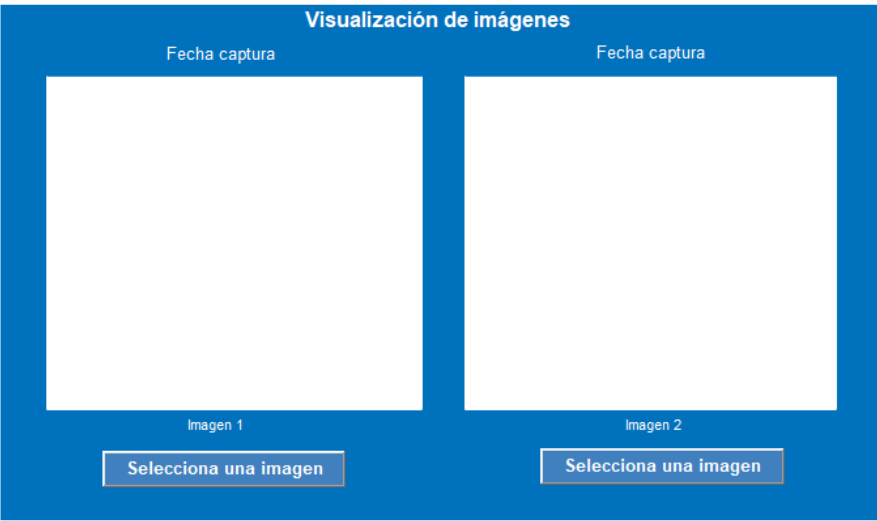 Visualización de imágenes
Fecha captura
Fecha captura
Imagen 1
Imagen 2
Selecciona una imagen
Selecciona una imagen